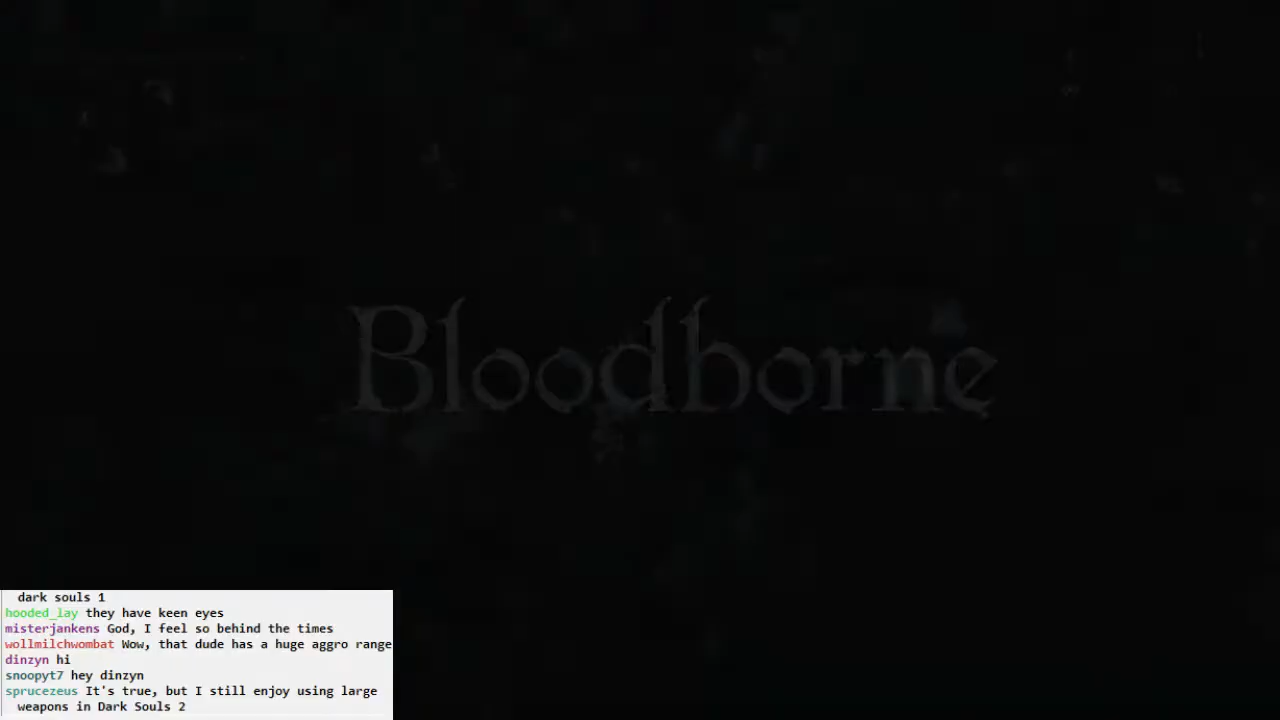 Bloodborne
dark souls 1
hooded_lay they have keen eyes
misterjankens God, I feel so behind the times
wollmilchwombat Wow, that dude has a huge aggro range
dinzyn hi
snoopyt7 hey dinzyn
sprucezeus It's true, but I still enjoy using large
weapons in Dark Souls 2